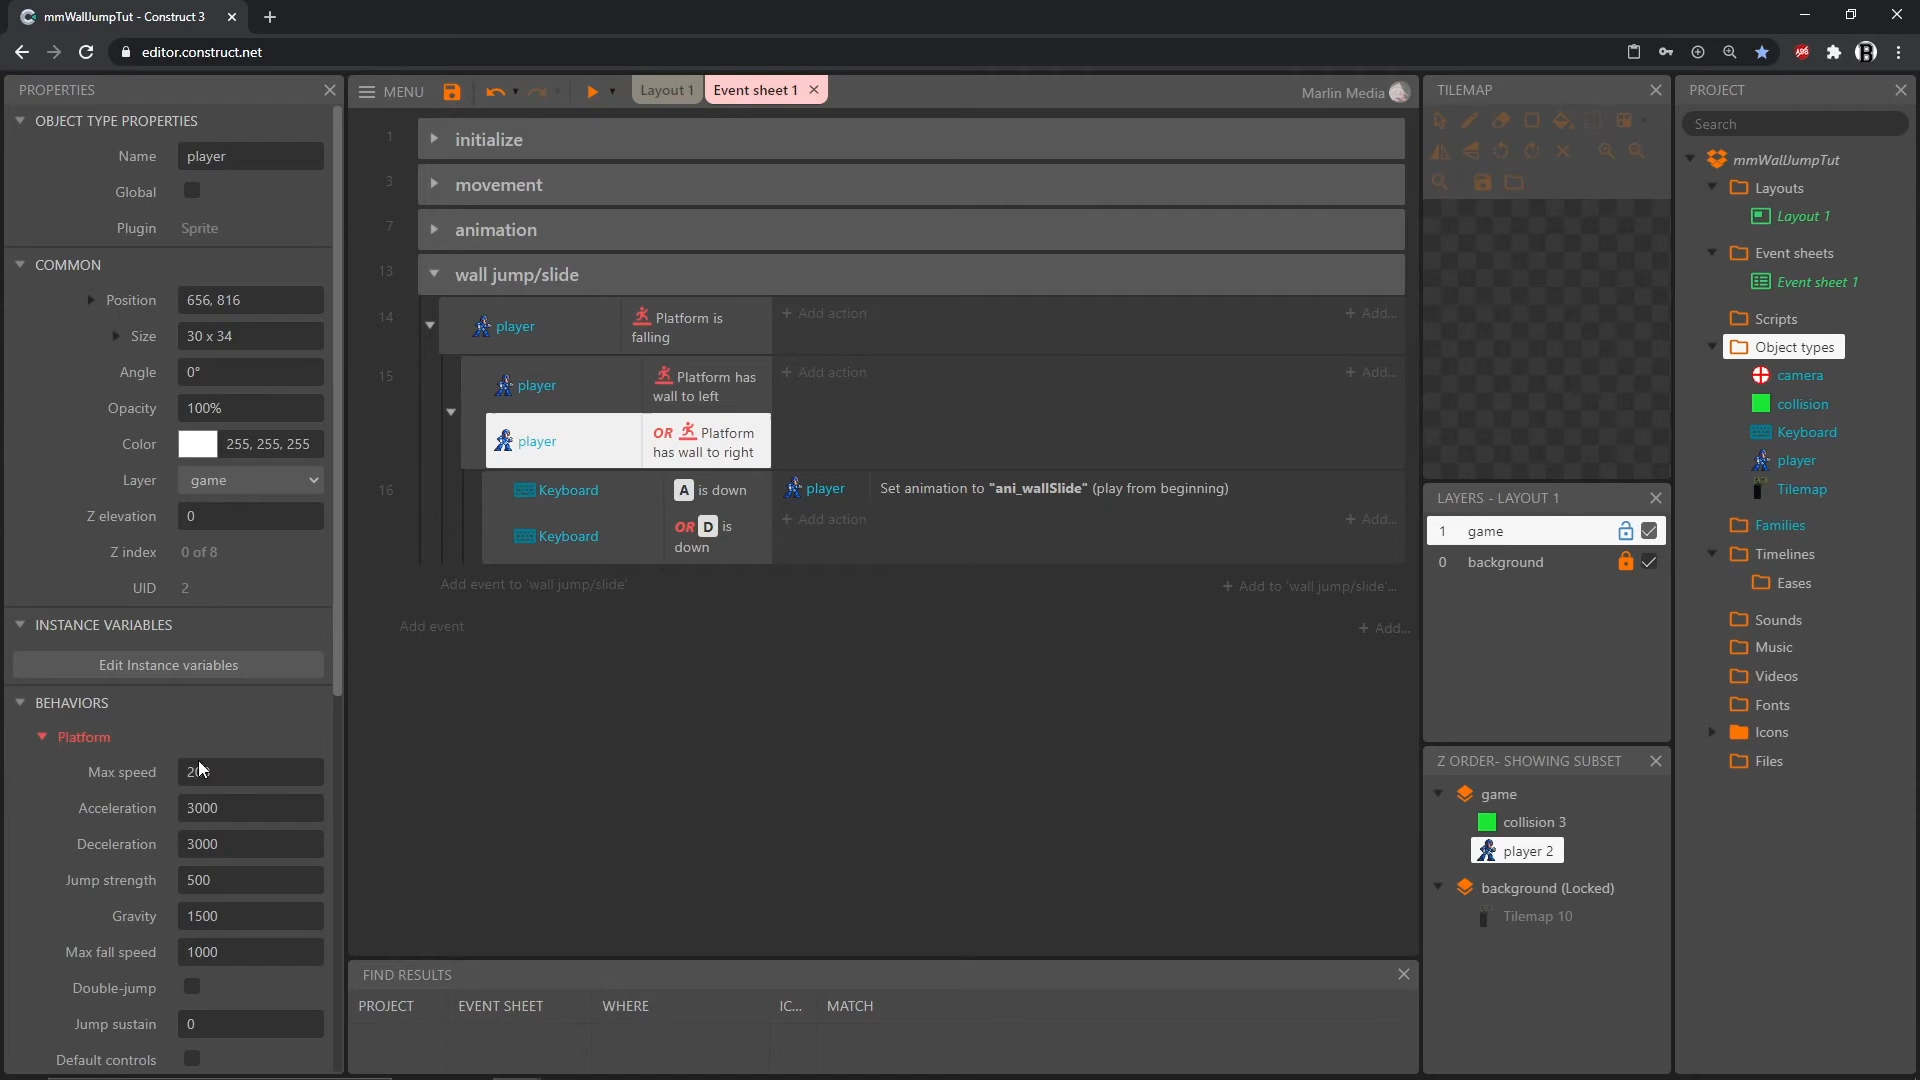 mmWallJumpTut - Construct 3
editor.construct.net
PROPERTIES
OBJECT TYPE PROPERTIES
Name player
Global
Plugin Sprite
COMMON
Position 656, 816
Size 30 x 34
Angle 0°
Opacity 100%
Color 255, 255, 255
Layer game
Z elevation 0
Z index 0 of 8
UID 2
INSTANCE VARIABLES
Edit Instance variables
BEHAVIORS
Platform
Max speed
Acceleration 3000
Deceleration 3000
Jump strength 500
Gravity 1500
Max fall speed 1000
Double-jump
Jump sustain 0
Default controls
MENU
Layout 1
Event sheet 1
Marlin Media
1 initialize
3 movement
7 animation
13 wall jump/slide
14 player Platform is falling + Add action + Add...
15 player Platform has wall to left + Add action + Add...
player OR Platform has wall to right
16 Keyboard A is down player Set animation to "ani_wallSlide" (play from beginning)
Keyboard OR D is down + Add action + Add...
Add event to 'wall jump/slide' + Add to 'wall jump/slide'...
Add event + Add...
FIND RESULTS
PROJECT EVENT SHEET WHERE IC... MATCH
TILEMAP
LAYERS - LAYOUT 1
1 game
0 background
Z ORDER- SHOWING SUBSET
game
collision 3
player 2
background (Locked)
Tilemap 10
PROJECT
Search
mmWallJumpTut
Layouts
Layout 1
Event sheets
Event sheet 1
Scripts
Object types
camera
collision
Keyboard
player
Tilemap
Families
Timelines
Eases
Sounds
Music
Videos
Fonts
Icons
Files